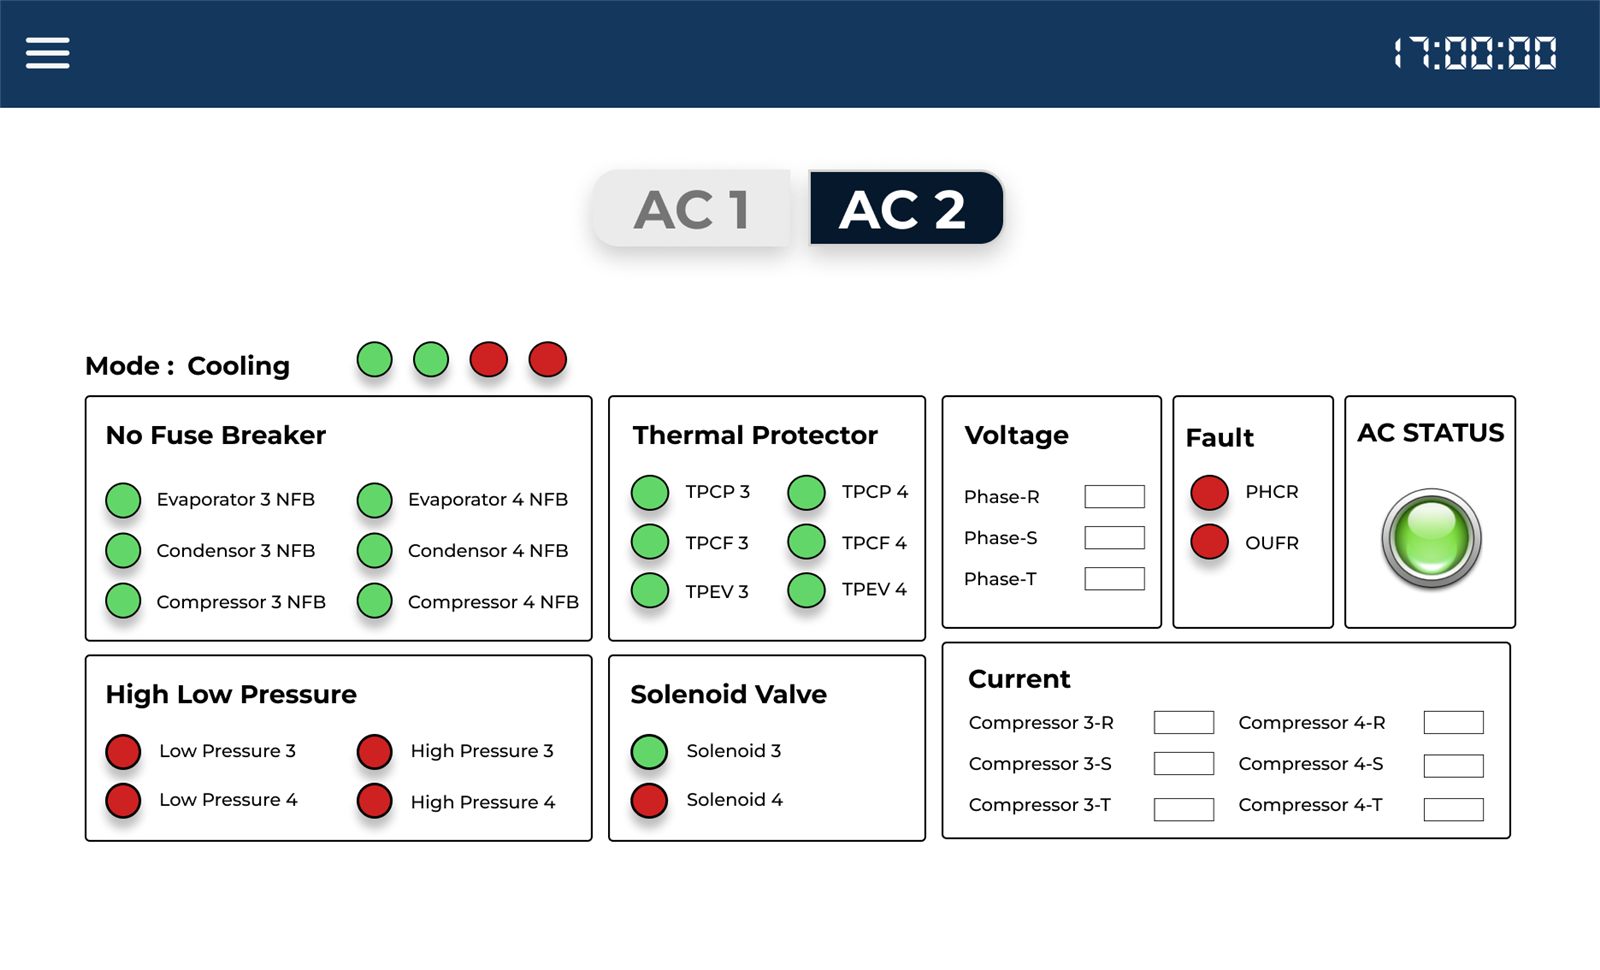 17:00:00
AC 1
AC 2
Mode : Cooling
No Fuse Breaker
Evaporator 3 NFB
Evaporator 4 NFB
Condensor 3 NFB
Condensor 4 NFB
Compressor 3 NFB
Compressor 4 NFB
Thermal Protector
TPCP 3
TPCP 4
TPCF 3
TPCF 4
TPEV 3
TPEV 4
Voltage
Phase-R
Phase-S
Phase-T
Fault
PHCR
OUFR
AC STATUS
High Low Pressure
Low Pressure 3
High Pressure 3
Low Pressure 4
High Pressure 4
Solenoid Valve
Solenoid 3
Solenoid 4
Current
Compressor 3-R
Compressor 4-R
Compressor 3-S
Compressor 4-S
Compressor 3-T
Compressor 4-T